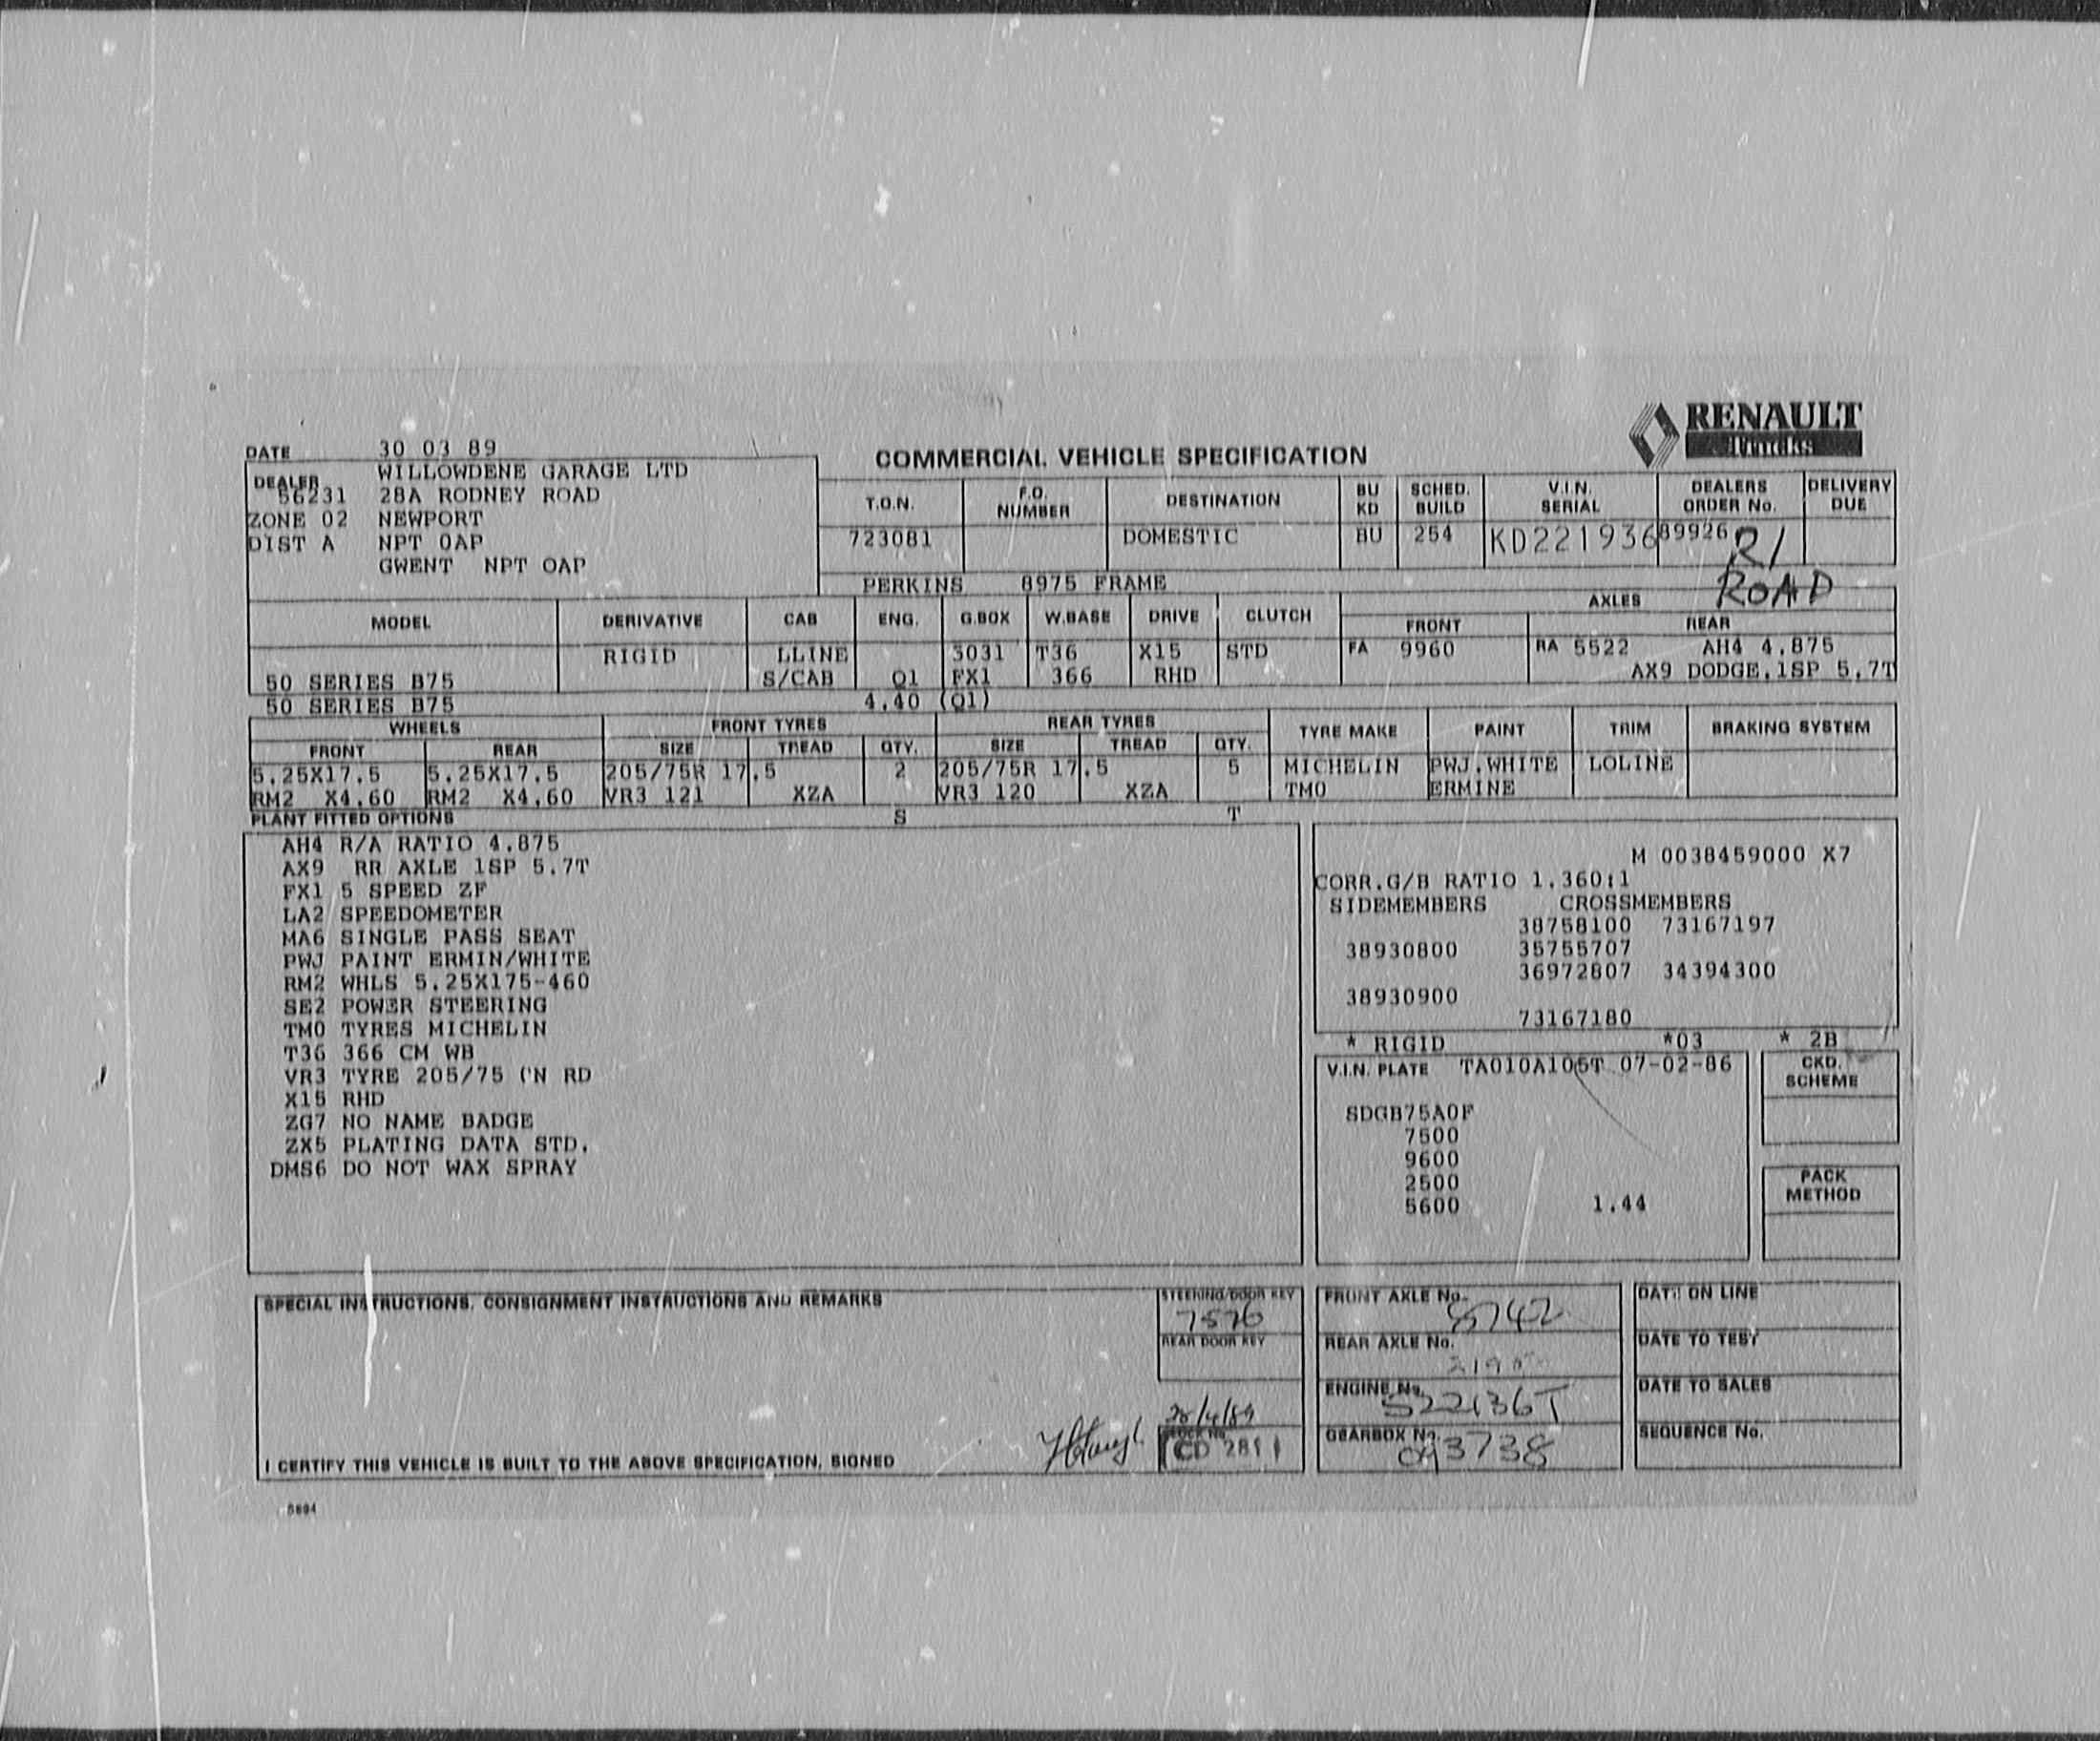 RENAULT
Trucks
DATE 30 03 89
COMMERCIAL VEHICLE SPECIFICATION
DEALER WILLOWDENE GARAGE LTD
56231 28A RODNEY ROAD
ZONE 02 NEWPORT
DIST A NPT OAP
GWENT NPT OAP
T.O.N. F.O. NUMBER DESTINATION BU KD SCHED. BUILD V.I.N. SERIAL DEALERS ORDER No. DELIVERY DUE
723081 DOMESTIC BU 254 KD221936 89926 R/
ROAD
PERKINS 8975 FRAME
MODEL DERIVATIVE CAB ENG. G.BOX W.BASE DRIVE CLUTCH AXLES
FRONT REAR
RIGID LLINE 3031 T36 X15 STD FA 9960 RA 5522 AH4 4.875
50 SERIES B75 S/CAB Q1 FX1 366 RHD AX9 DODGE,1SP 5,7T
50 SERIES B75 4.40 (Q1)
WHEELS FRONT TYRES REAR TYRES TYRE MAKE PAINT TRIM BRAKING SYSTEM
FRONT REAR SIZE TREAD QTY. SIZE TREAD QTY.
5.25X17.5 5.25X17.5 205/75R 17.5 2 205/75R 17.5 5 MICHELIN PWJ.WHITE LOLINE
RM2 X4.60 RM2 X4.60 VR3 121 XZA VR3 120 XZA TM0 ERMINE
PLANT FITTED OPTIONS S T
AH4 R/A RATIO 4.875
AX9 RR AXLE 1SP 5.7T
FX1 5 SPEED ZF
LA2 SPEEDOMETER
MA6 SINGLE PASS SEAT
PWJ PAINT ERMIN/WHITE
RM2 WHLS 5.25X175-460
SE2 POWER STEERING
TM0 TYRES MICHELIN
T36 366 CM WB
VR3 TYRE 205/75 ON RD
X15 RHD
ZG7 NO NAME BADGE
ZX5 PLATING DATA STD.
DMS6 DO NOT WAX SPRAY
M 0038459000 X7
CORR.G/B RATIO 1.360:1
SIDEMEMBERS CROSSMEMBERS
38758100 73167197
38930800 35755707
36972807 34394300
38930900
73167180
* RIGID *03 * 2B
V.I.N. PLATE TA010A105T 07-02-86
CKD. SCHEME
SDGB75A0F
7500
9600
2500
5600 1.44
PACK METHOD
SPECIAL INSTRUCTIONS, CONSIGNMENT INSTRUCTIONS AND REMARKS
STEERING/DOOR KEY
7576
REAR DOOR KEY
CD 281
I CERTIFY THIS VEHICLE IS BUILT TO THE ABOVE SPECIFICATION, SIGNED
FRONT AXLE No.
REAR AXLE No.
ENGINE No.
522136T
GEARBOX No.
093738
DATE ON LINE
DATE TO TEST
DATE TO SALES
SEQUENCE No.